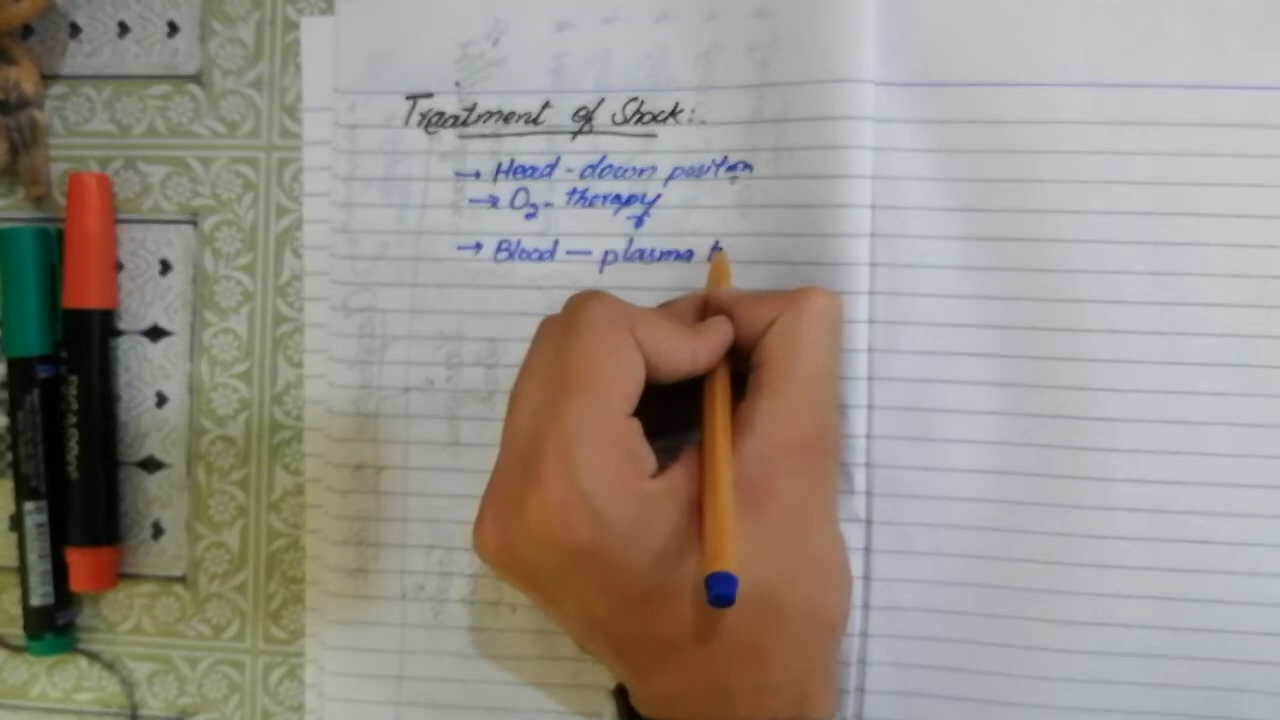 Treatment of Shock:-
→ Head-down position
→ O2- therapy
→ Blood — plasma t